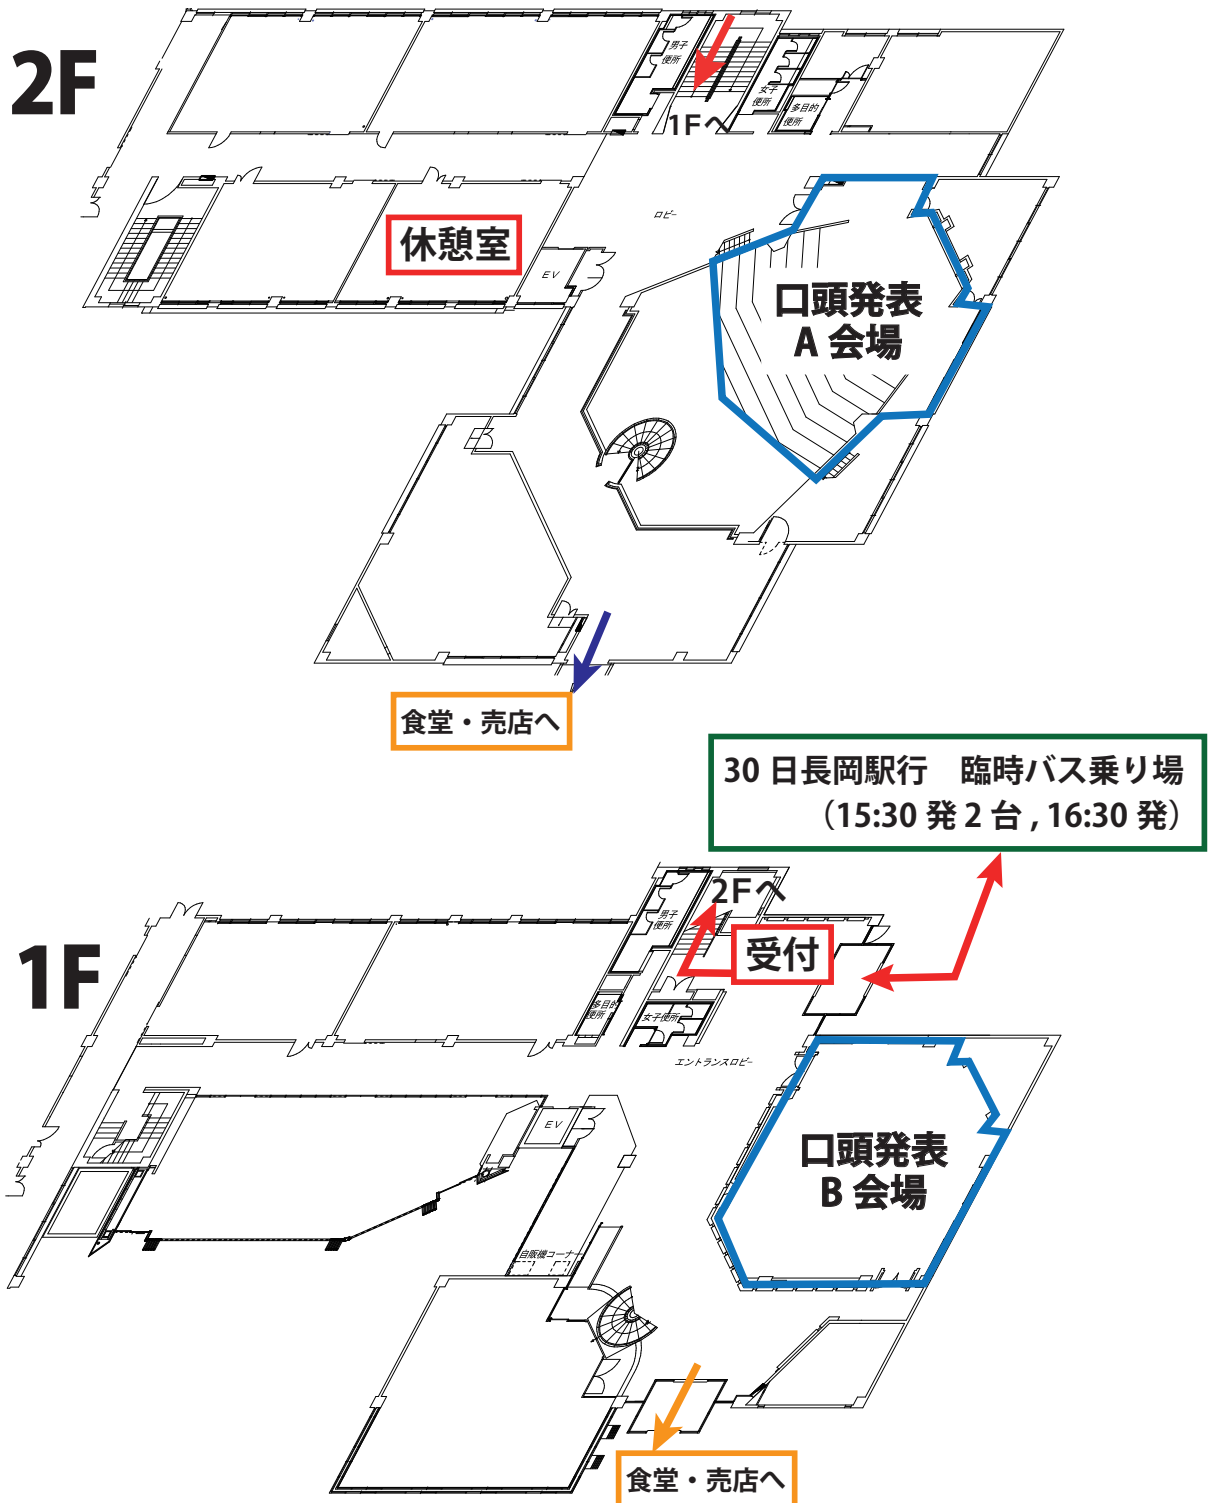 2F
男子
便所
女子
便所
多目的
便所
1Fへ
ロビー
休憩室
EV
口頭発表
A 会場
食堂・売店へ
30 日長岡駅行　臨時バス乗り場
（15:30 発 2 台 , 16:30 発）
1F
2Fへ
男子
便所
受付
多目的
便所
女子便所
エントランスロビー
EV
口頭発表
B 会場
自販機コーナー
食堂・売店へ